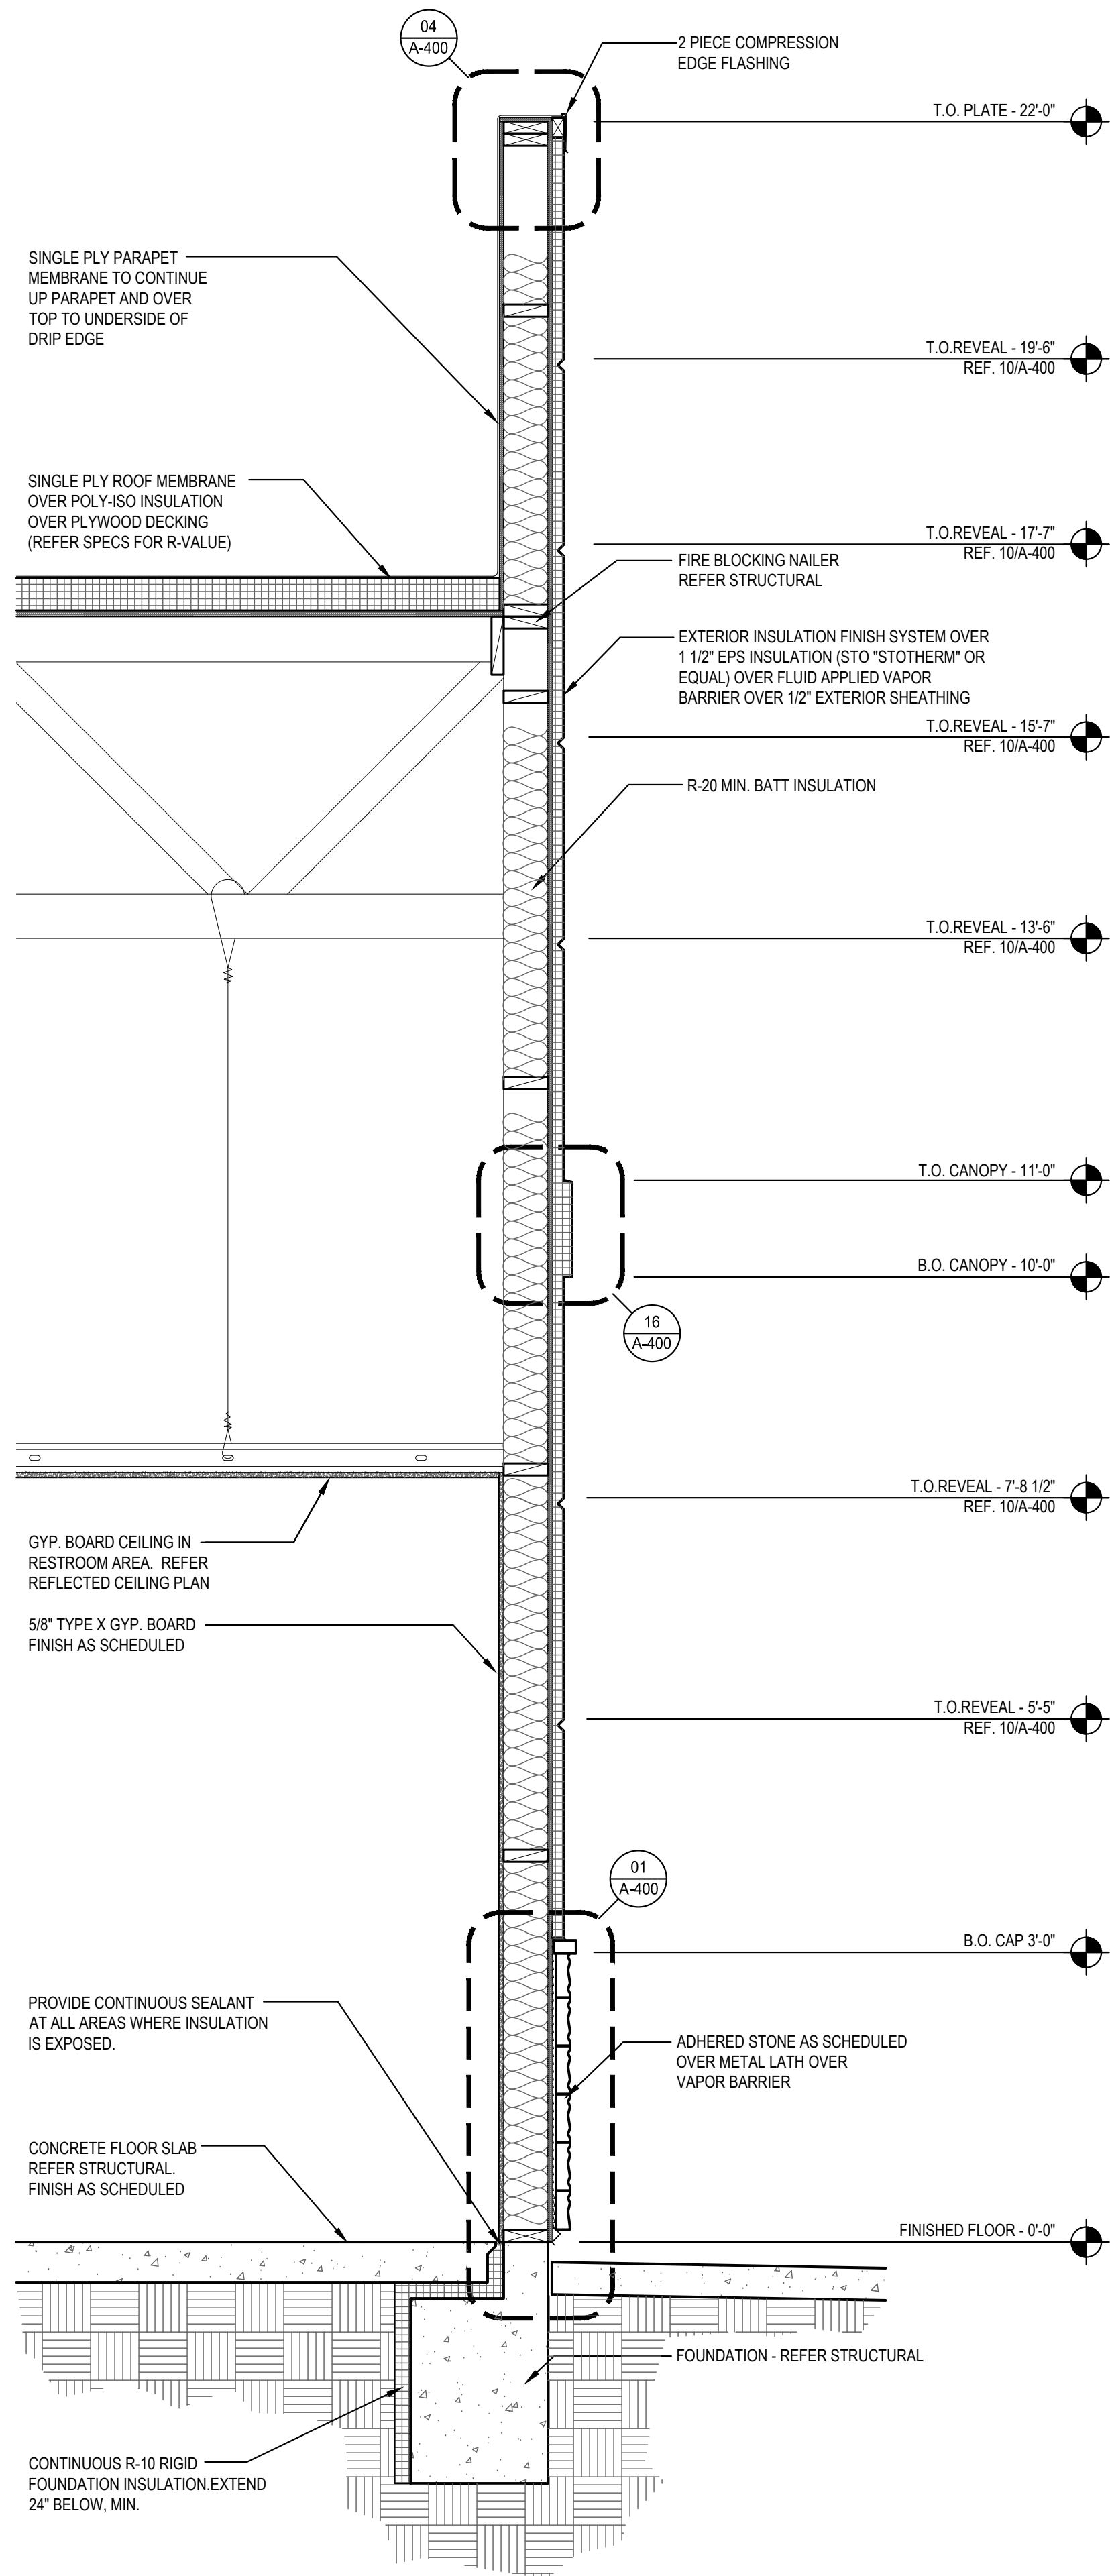 04
A-400
2 PIECE COMPRESSION
EDGE FLASHING
T.O. PLATE - 22'-0"
SINGLE PLY PARAPET
MEMBRANE TO CONTINUE
UP PARAPET AND OVER
TOP TO UNDERSIDE OF
DRIP EDGE
T.O.REVEAL - 19'-6"
REF. 10/A-400
SINGLE PLY ROOF MEMBRANE
OVER POLY-ISO INSULATION
OVER PLYWOOD DECKING
(REFER SPECS FOR R-VALUE)
T.O.REVEAL - 17'-7"
REF. 10/A-400
FIRE BLOCKING NAILER
REFER STRUCTURAL
EXTERIOR INSULATION FINISH SYSTEM OVER
1 1/2" EPS INSULATION (STO "STOTHERM" OR
EQUAL) OVER FLUID APPLIED VAPOR
BARRIER OVER 1/2" EXTERIOR SHEATHING
T.O.REVEAL - 15'-7"
REF. 10/A-400
R-20 MIN. BATT INSULATION
T.O.REVEAL - 13'-6"
REF. 10/A-400
T.O. CANOPY - 11'-0"
B.O. CANOPY - 10'-0"
16
A-400
T.O.REVEAL - 7'-8 1/2"
REF. 10/A-400
GYP. BOARD CEILING IN
RESTROOM AREA. REFER
REFLECTED CEILING PLAN
5/8" TYPE X GYP. BOARD
FINISH AS SCHEDULED
T.O.REVEAL - 5'-5"
REF. 10/A-400
01
A-400
B.O. CAP 3'-0"
PROVIDE CONTINUOUS SEALANT
AT ALL AREAS WHERE INSULATION
IS EXPOSED.
ADHERED STONE AS SCHEDULED
OVER METAL LATH OVER
VAPOR BARRIER
CONCRETE FLOOR SLAB
REFER STRUCTURAL.
FINISH AS SCHEDULED
FINISHED FLOOR - 0'-0"
FOUNDATION - REFER STRUCTURAL
CONTINUOUS R-10 RIGID
FOUNDATION INSULATION.EXTEND
24" BELOW, MIN.